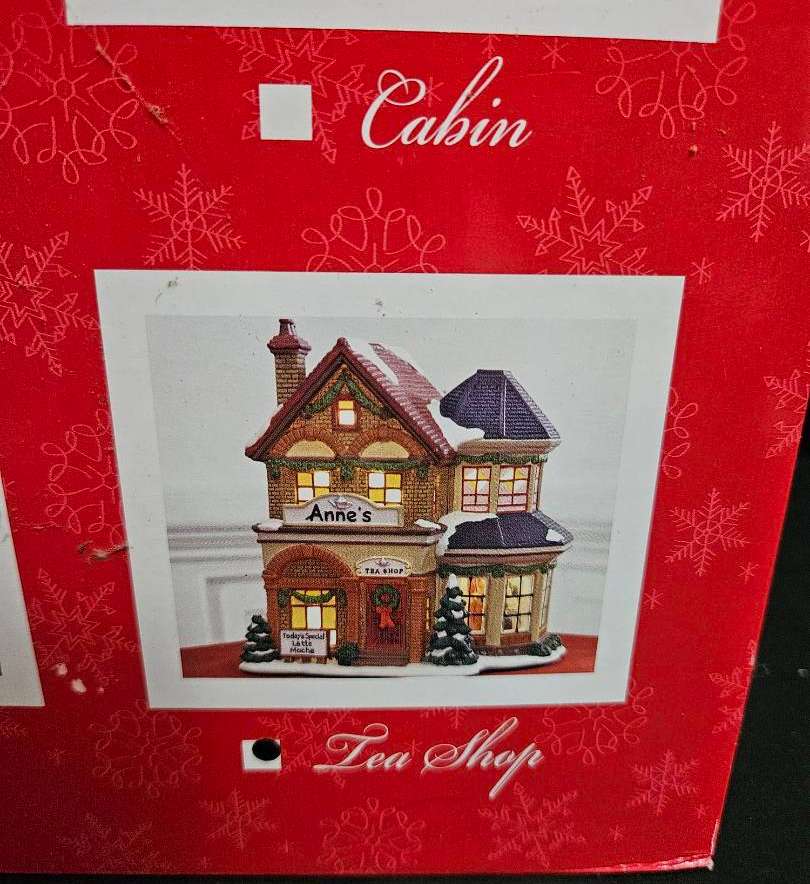 Cabin
Anne's
TEA SHOP
Today's Special
Latte
Mocha
Tea Shop